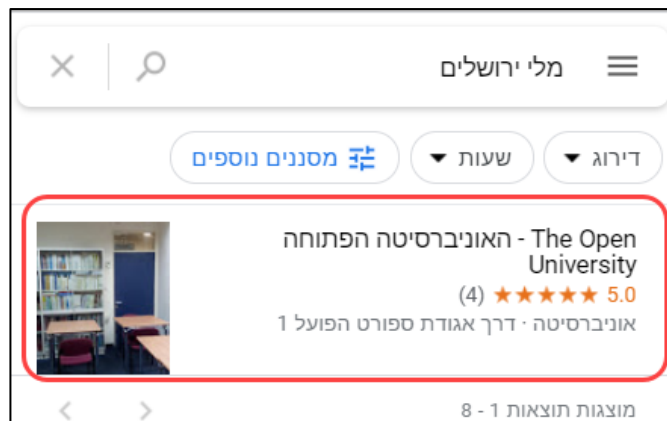 מלי ירושלים
דירוג
שעות
מסננים נוספים
האוניברסיטה הפתוחה - The Open
University
5.0 ★★★★★ (4)
אוניברסיטה · דרך אגודת ספורט הפועל 1
מוצגות תוצאות 1 - 8